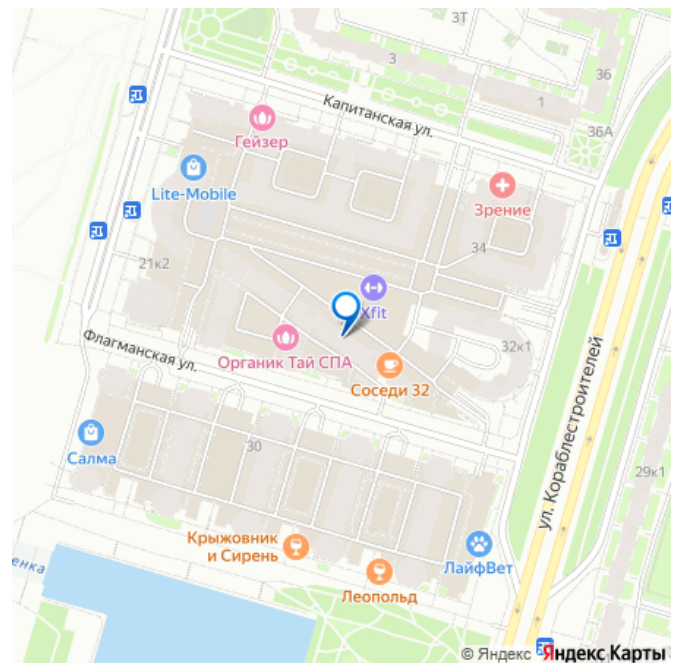 3Т
3
36
1
36А
Капитанская ул.
Гейзер
Lite-Mobile
Зрение
34
21к2
Xfit
Флагманская ул.
Органик Тай СПА
Соседи 32
32к1
ул. Кораблестроителей
Салма
30
29к1
Крыжовник
и Сирень
ЛайфВет
Леопольд
енка
© Яндекс Яндекс Карты